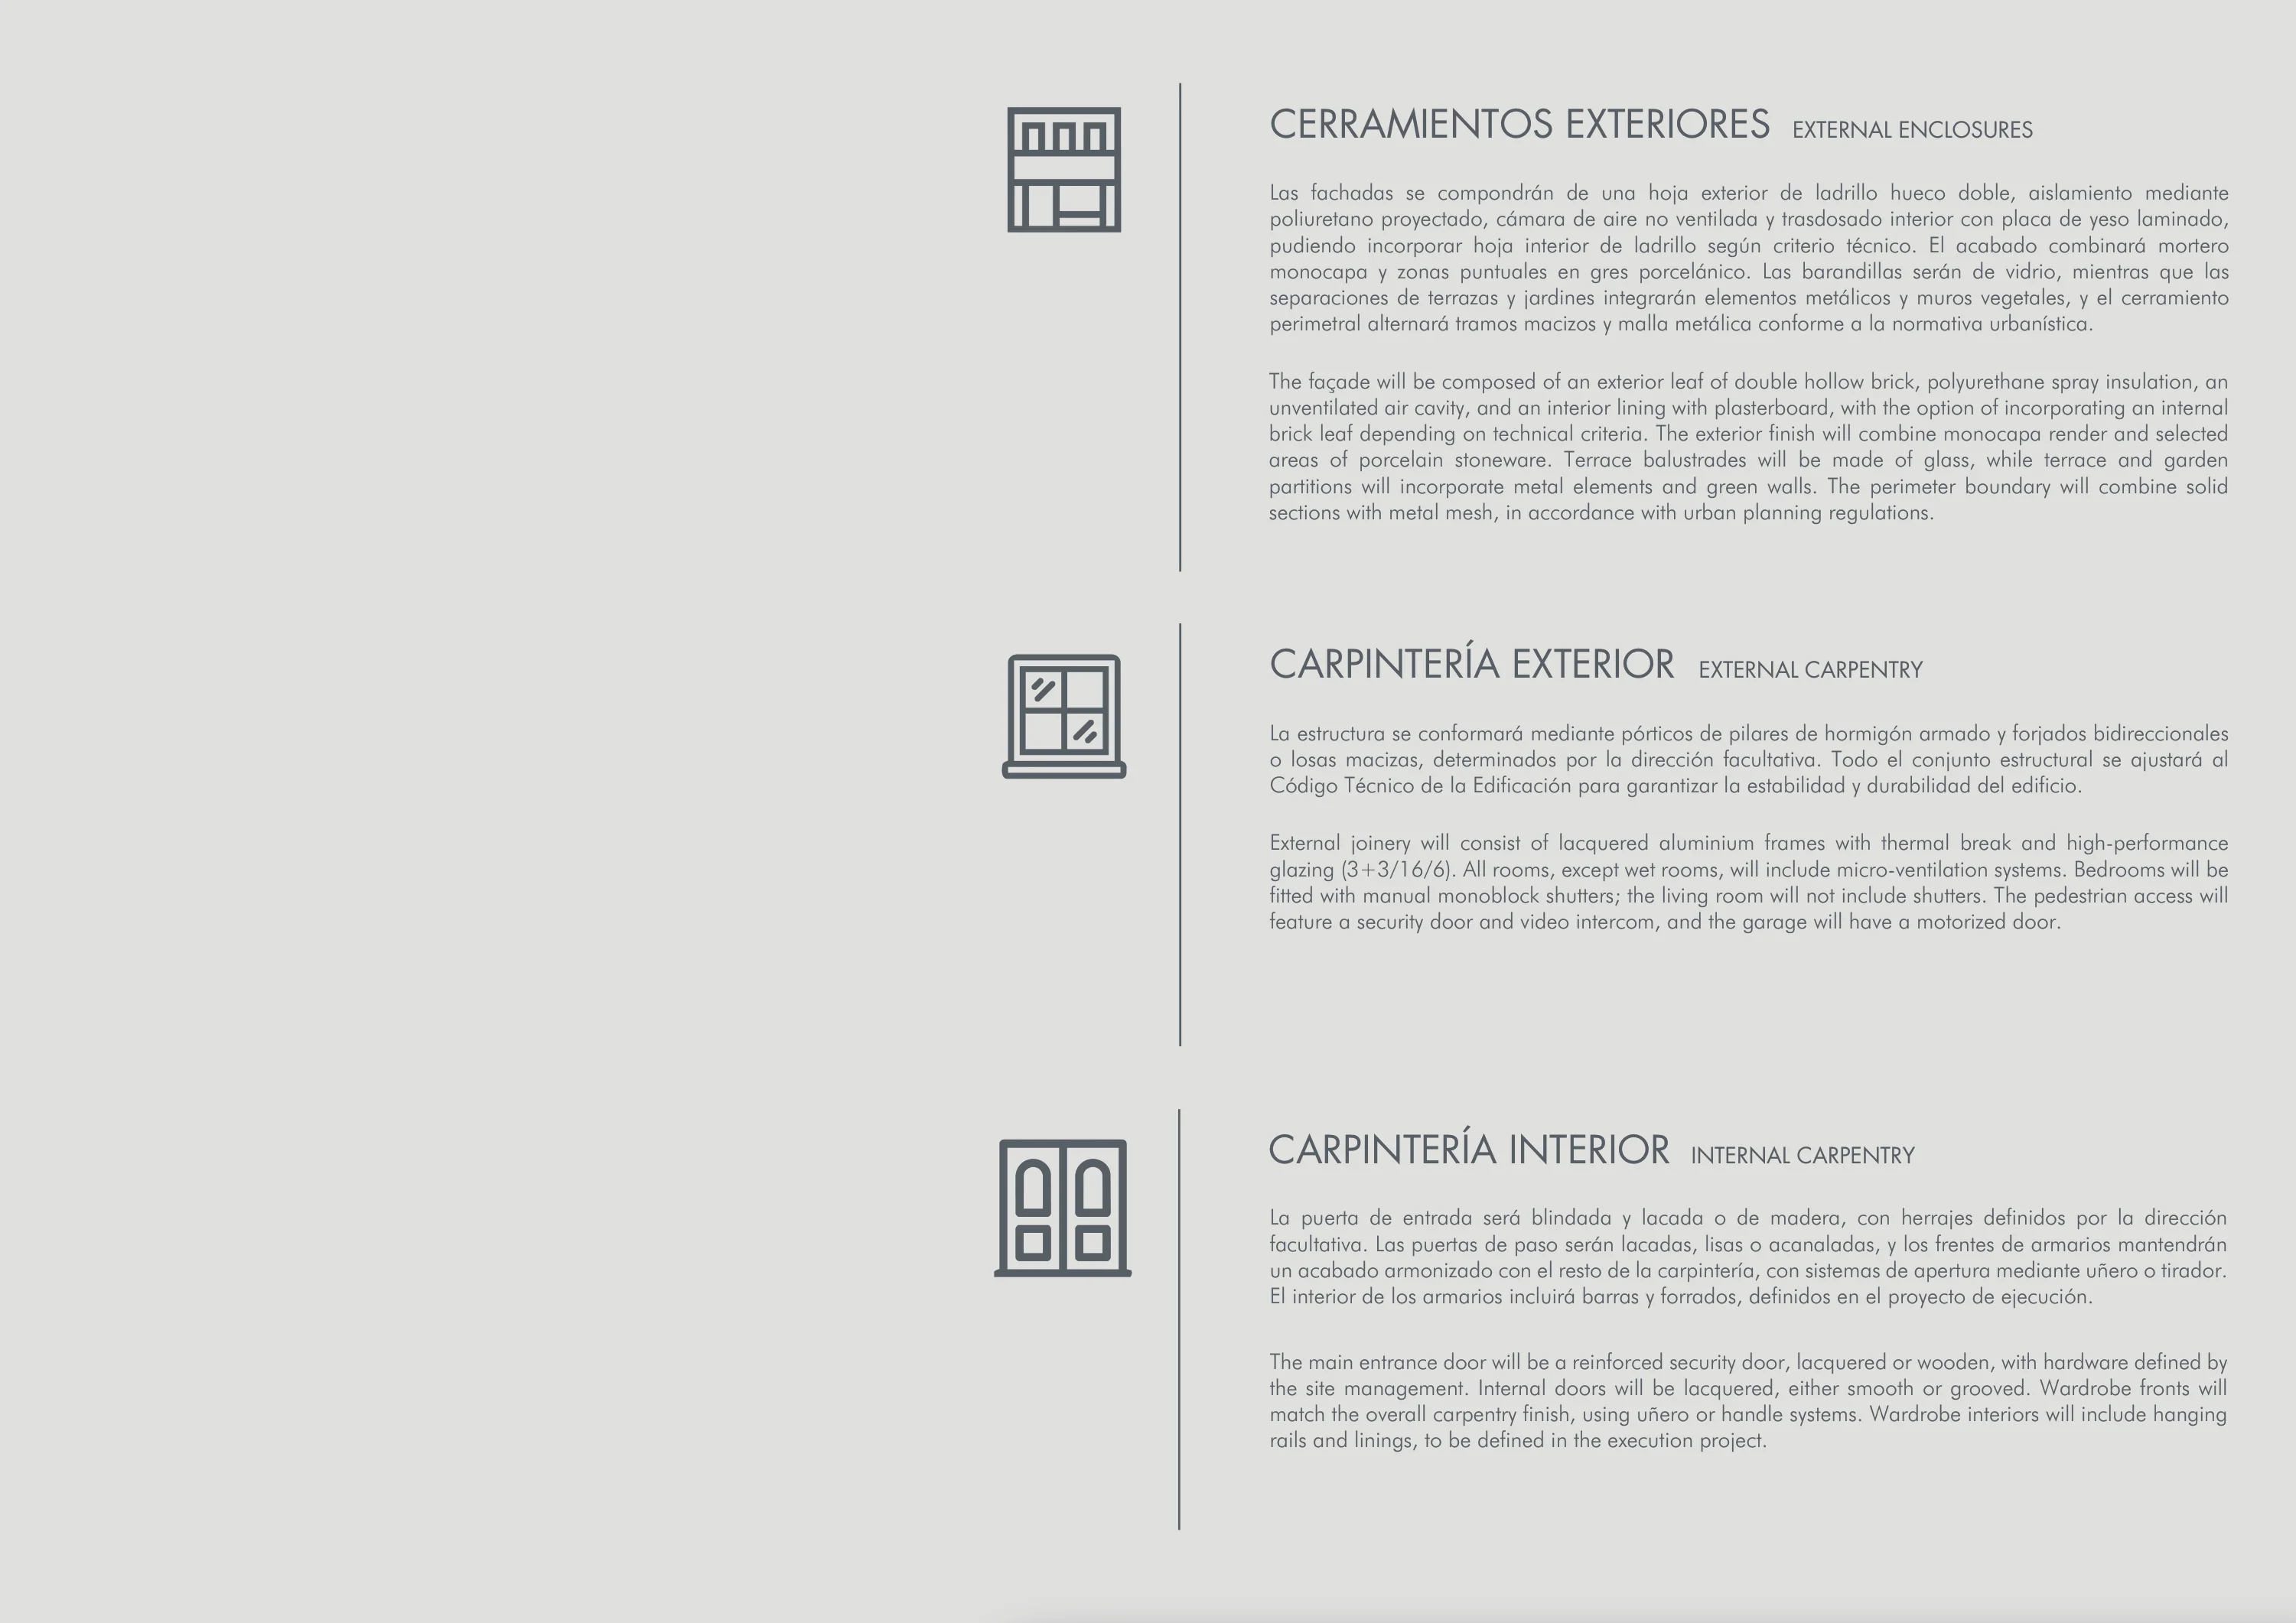 CERRAMIENTOS EXTERIORES EXTERNAL ENCLOSURES
Las fachadas se compondrán de una hoja exterior de ladrillo hueco doble, aislamiento mediante
poliuretano proyectado, cámara de aire no ventilada y trasdosado interior con placa de yeso laminado,
pudiendo incorporar hoja interior de ladrillo según criterio técnico. El acabado combinará mortero
monocapa y zonas puntuales en gres porcelánico. Las barandillas serán de vidrio, mientras que las
separaciones de terrazas y jardines integrarán elementos metálicos y muros vegetales, y el cerramiento
perimetral alternará tramos macizos y malla metálica conforme a la normativa urbanística.
The façade will be composed of an exterior leaf of double hollow brick, polyurethane spray insulation, an
unventilated air cavity, and an interior lining with plasterboard, with the option of incorporating an internal
brick leaf depending on technical criteria. The exterior finish will combine monocapa render and selected
areas of porcelain stoneware. Terrace balustrades will be made of glass, while terrace and garden
partitions will incorporate metal elements and green walls. The perimeter boundary will combine solid
sections with metal mesh, in accordance with urban planning regulations.
CARPINTERÍA EXTERIOR EXTERNAL CARPENTRY
La estructura se conformará mediante pórticos de pilares de hormigón armado y forjados bidireccionales
o losas macizas, determinados por la dirección facultativa. Todo el conjunto estructural se ajustará al
Código Técnico de la Edificación para garantizar la estabilidad y durabilidad del edificio.
External joinery will consist of lacquered aluminium frames with thermal break and high-performance
glazing (3+3/16/6). All rooms, except wet rooms, will include micro-ventilation systems. Bedrooms will be
fitted with manual monoblock shutters; the living room will not include shutters. The pedestrian access will
feature a security door and video intercom, and the garage will have a motorized door.
CARPINTERÍA INTERIOR INTERNAL CARPENTRY
La puerta de entrada será blindada y lacada o de madera, con herrajes definidos por la dirección
facultativa. Las puertas de paso serán lacadas, lisas o acanaladas, y los frentes de armarios mantendrán
un acabado armonizado con el resto de la carpintería, con sistemas de apertura mediante uñero o tirador.
El interior de los armarios incluirá barras y forrados, definidos en el proyecto de ejecución.
The main entrance door will be a reinforced security door, lacquered or wooden, with hardware defined by
the site management. Internal doors will be lacquered, either smooth or grooved. Wardrobe fronts will
match the overall carpentry finish, using uñero or handle systems. Wardrobe interiors will include hanging
rails and linings, to be defined in the execution project.